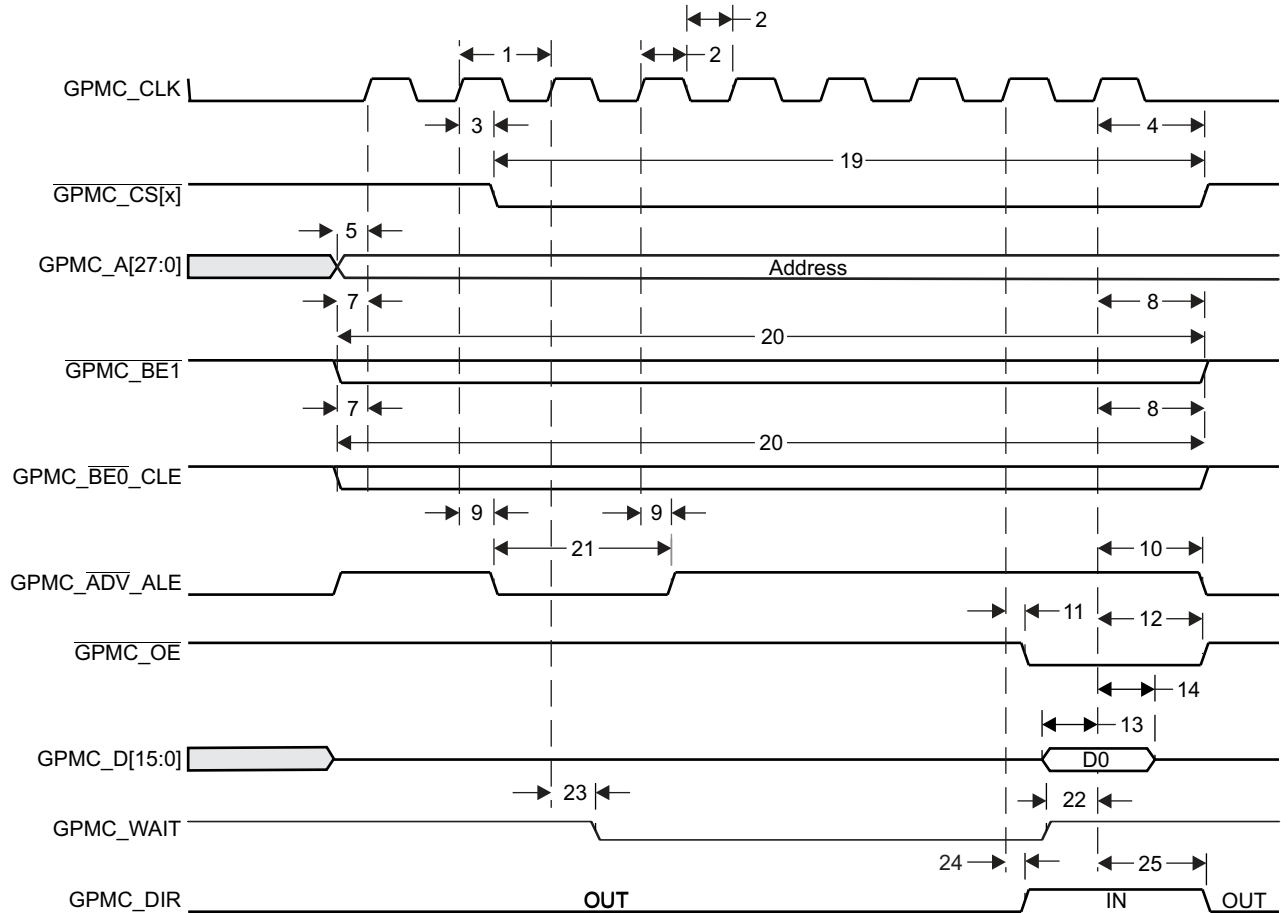 2
1
2
GPMC_CLK
3
4
19
GPMC_CS[x]
5
GPMC_A[27:0]
Address
7
8
20
GPMC_BE1
7
8
20
GPMC_BE0_CLE
9
9
21
10
GPMC_ADV_ALE
11
12
GPMC_OE
14
13
GPMC_D[15:0]
D0
23
22
GPMC_WAIT
24
25
GPMC_DIR
OUT
IN
OUT